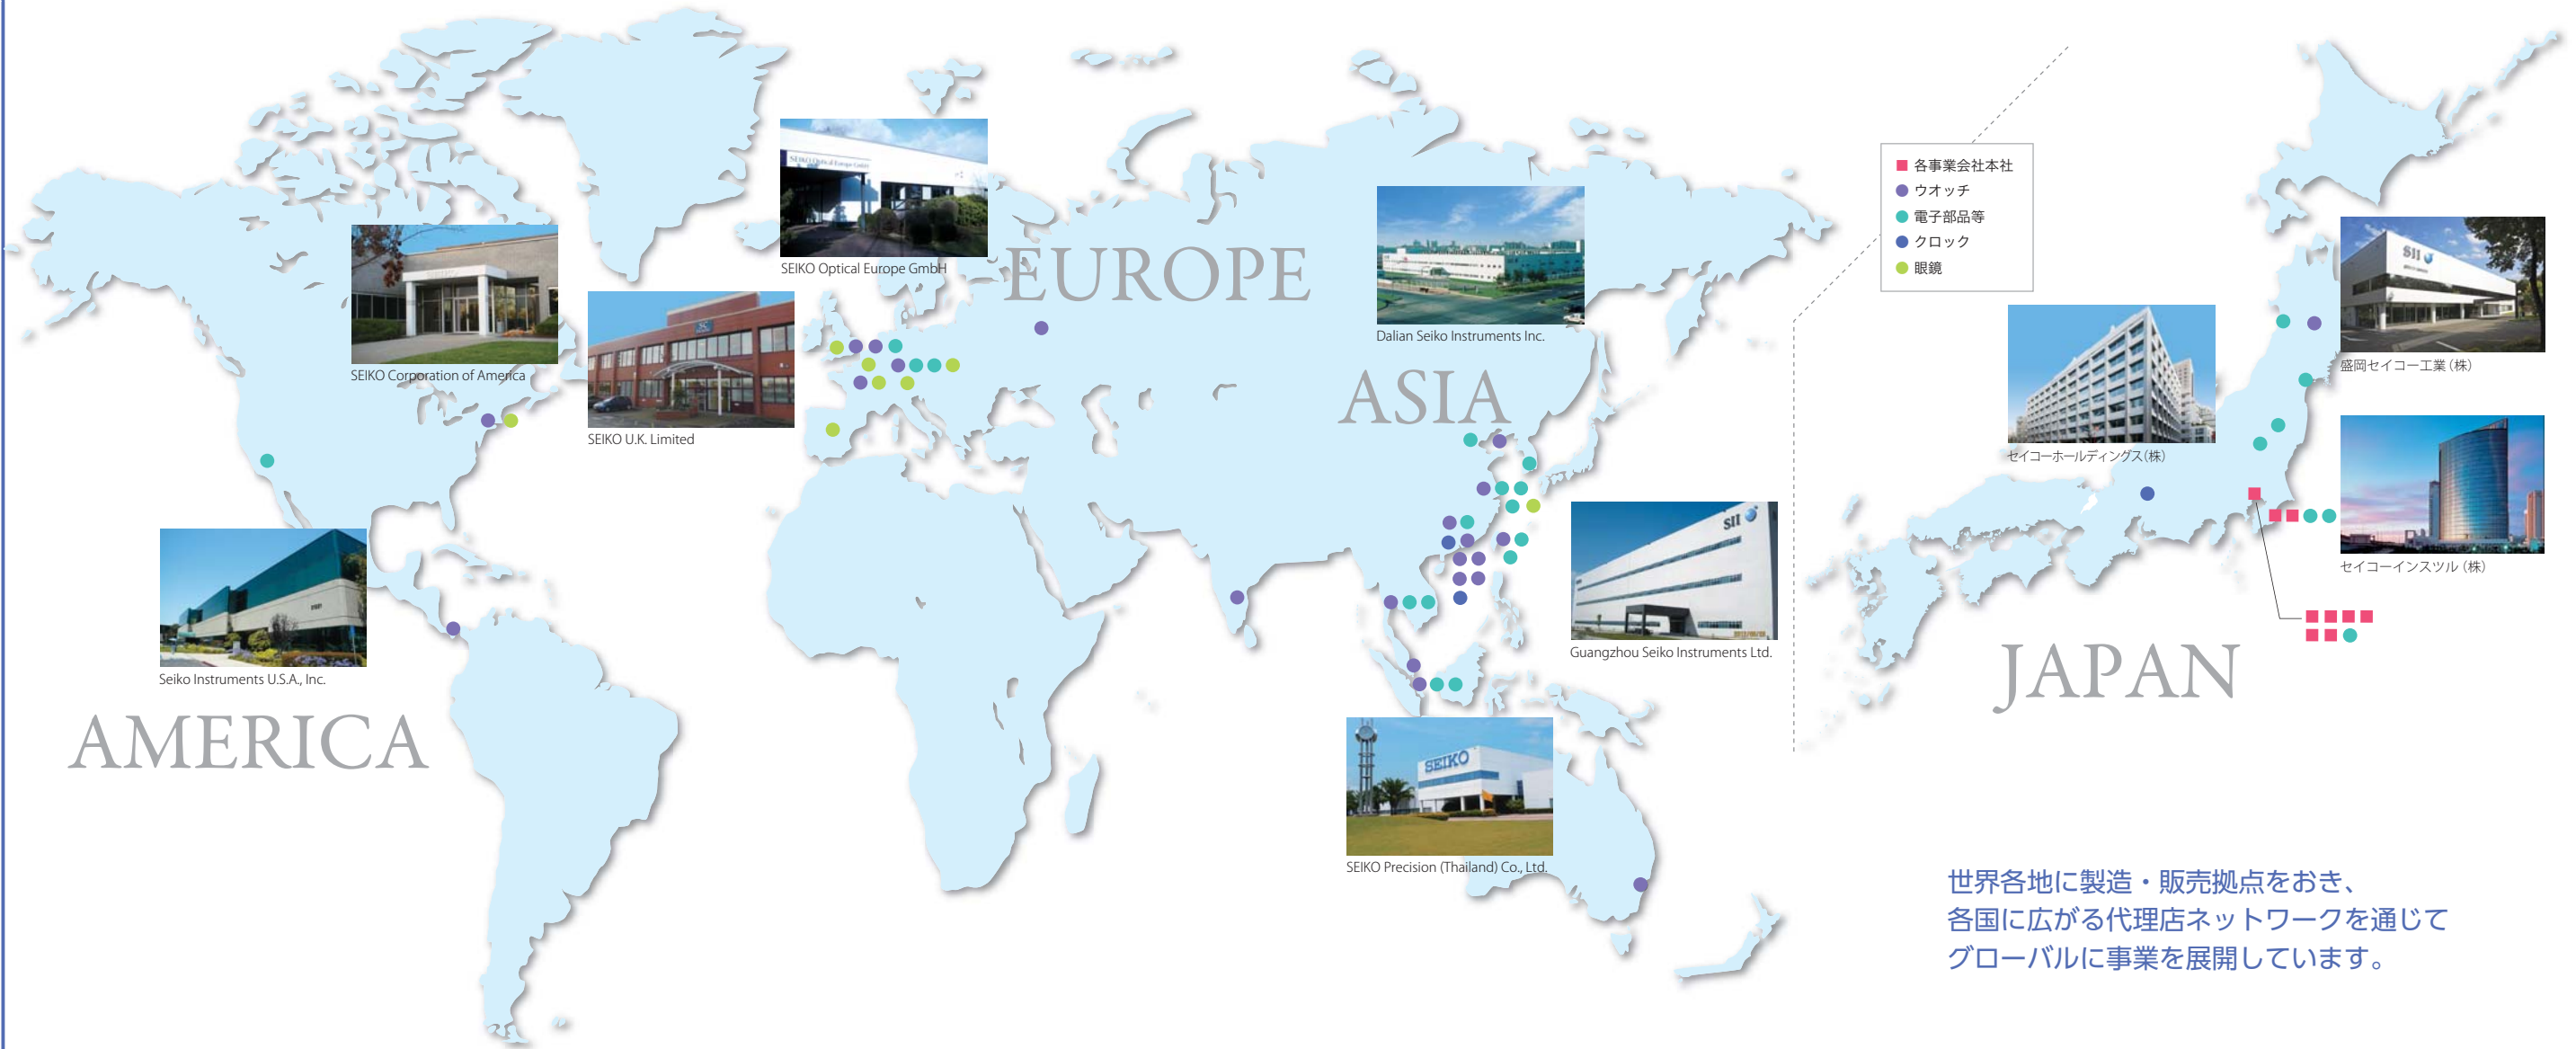 SEIKO Optical Europe GmbH
SEIKO Optical Europe GmbH
EUROPE
SEIKO Corporation of America
SEIKO U.K. Limited
Dalian Seiko Instruments Inc.
ASIA
Seiko Instruments U.S.A., Inc.
AMERICA
SII
Guangzhou Seiko Instruments Ltd.
SEIKO
SEIKO Precision (Thailand) Co., Ltd.
各事業会社本社
ウオッチ
電子部品等
クロック
眼鏡
SII
盛岡セイコー工業(株)
セイコーホールディングス(株)
セイコーインスツル(株)
JAPAN
世界各地に製造・販売拠点をおき、
各国に広がる代理店ネットワークを通じて
グローバルに事業を展開しています。